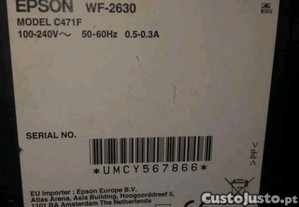 EPSON WF-2630
MODEL C471F
100-240V~ 50-60Hz 0.5-0.3A
SERIAL NO.
*UMCY567866*
EU Importer : Epson Europe B.V.
Atlas Arena, Asia Building, Hoogoorddreef 5,
1101 BA Amsterdam The Netherlands
>PP<
CustoJusto.pt